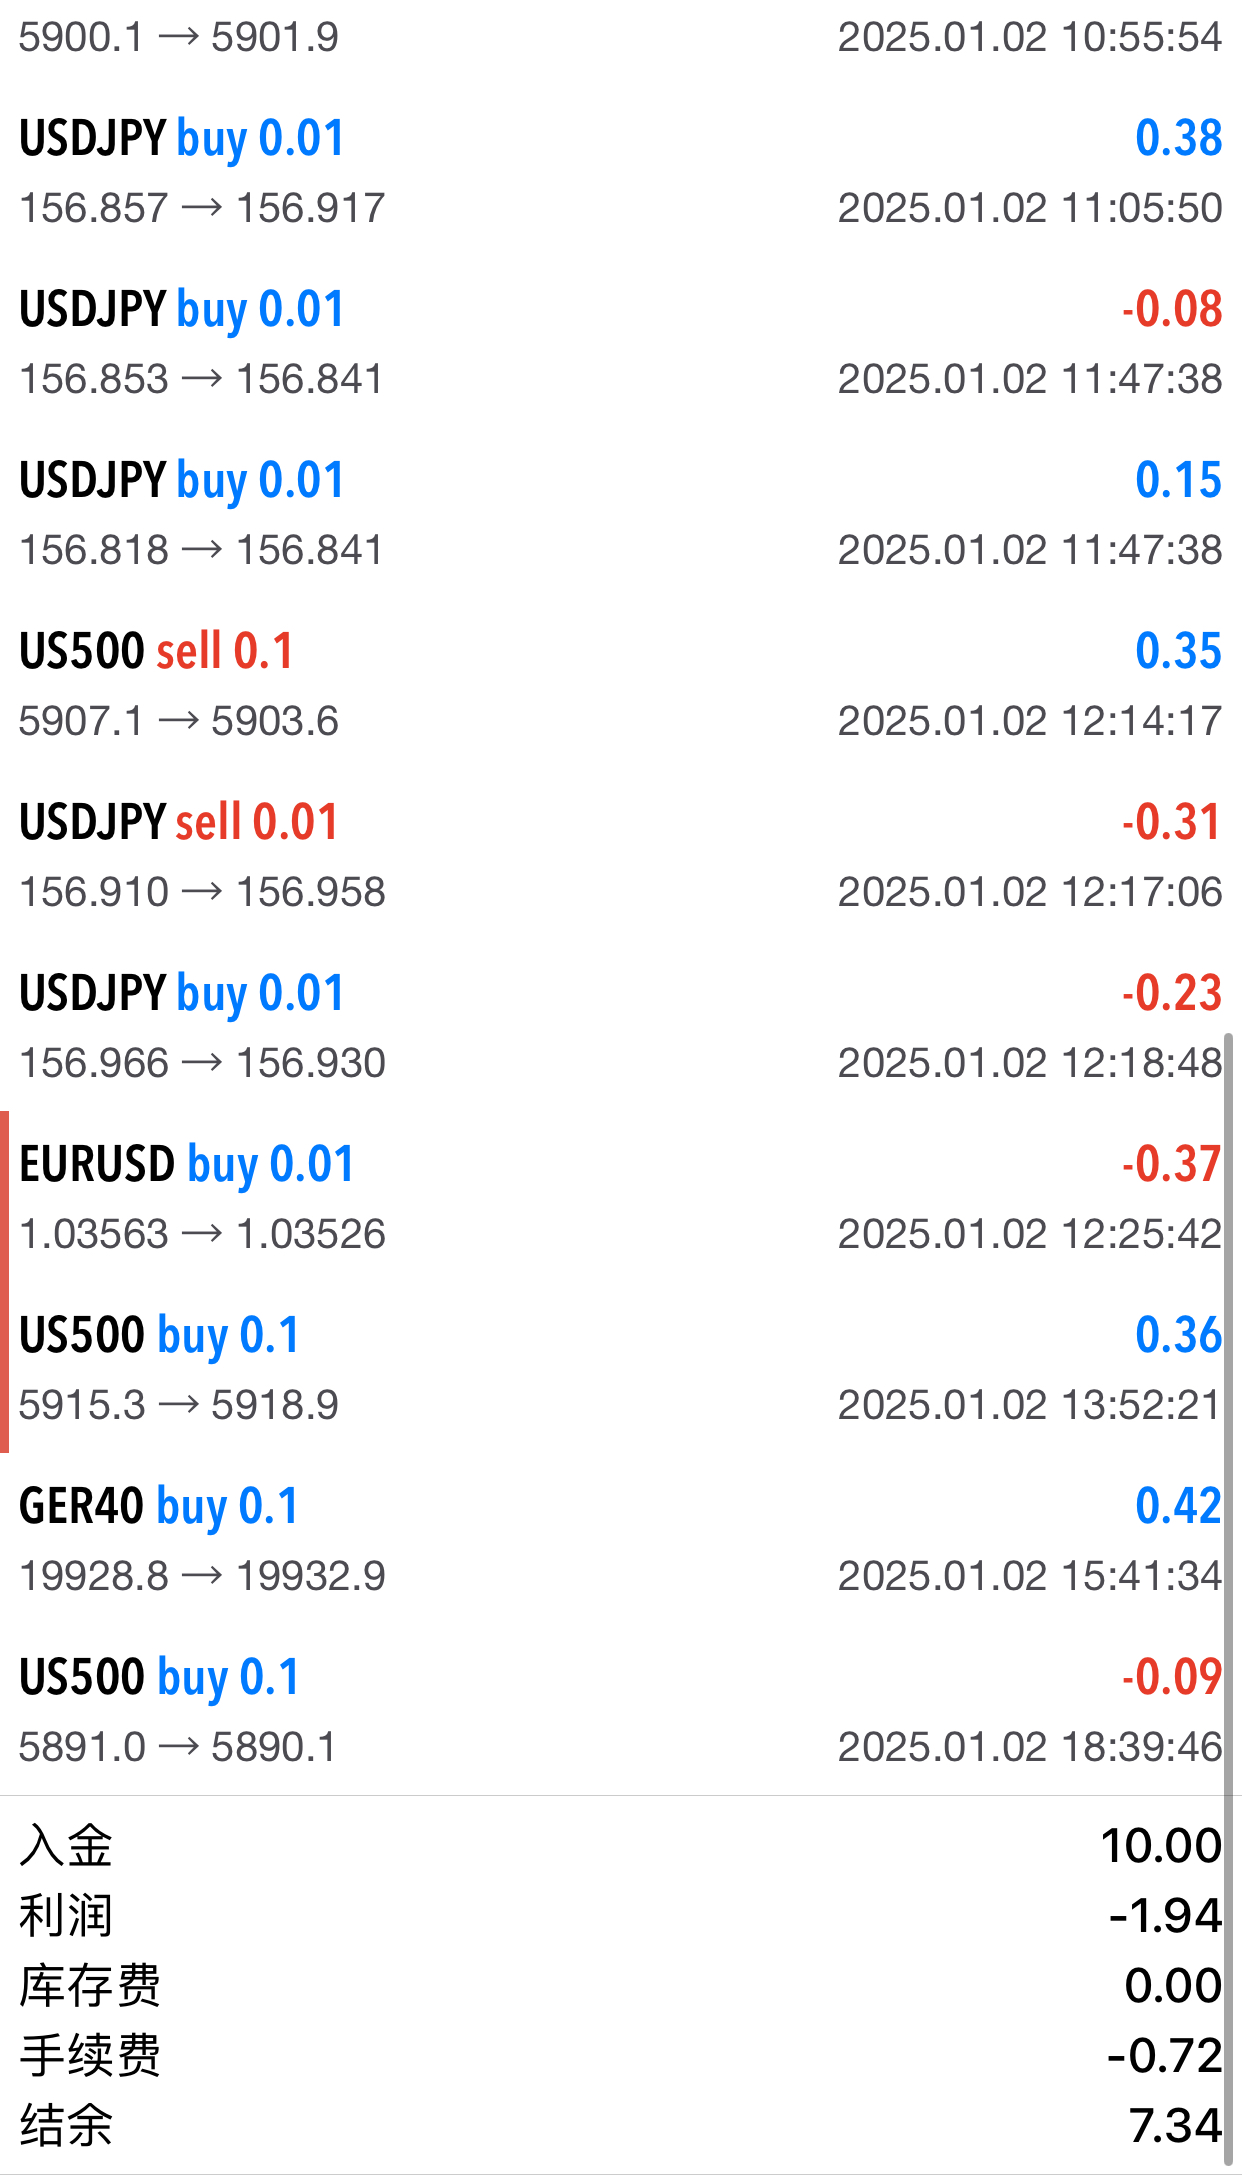 5900.1 → 5901.9 2025.01.02 10:55:54
USDJPY buy 0.01 0.38
156.857 → 156.917 2025.01.02 11:05:50
USDJPY buy 0.01 -0.08
156.853 → 156.841 2025.01.02 11:47:38
USDJPY buy 0.01 0.15
156.818 → 156.841 2025.01.02 11:47:38
US500 sell 0.1 0.35
5907.1 → 5903.6 2025.01.02 12:14:17
USDJPY sell 0.01 -0.31
156.910 → 156.958 2025.01.02 12:17:06
USDJPY buy 0.01 -0.23
156.966 → 156.930 2025.01.02 12:18:48
EURUSD buy 0.01 -0.37
1.03563 → 1.03526 2025.01.02 12:25:42
US500 buy 0.1 0.36
5915.3 → 5918.9 2025.01.02 13:52:21
GER40 buy 0.1 0.42
19928.8 → 19932.9 2025.01.02 15:41:34
US500 buy 0.1 -0.09
5891.0 → 5890.1 2025.01.02 18:39:46
入金 10.00
利润 -1.94
库存费 0.00
手续费 -0.72
结余 7.34